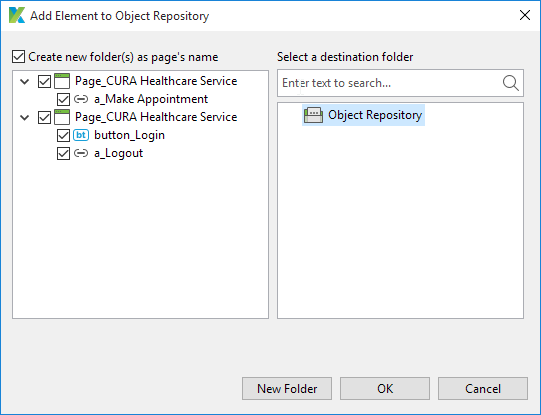 Add Element to Object Repository
Create new folder(s) as page's name
Page_CURA Healthcare Service
a_Make Appointment
Page_CURA Healthcare Service
bt button_Login
a_Logout
Select a destination folder
Enter text to search...
Object Repository
New Folder
OK
Cancel